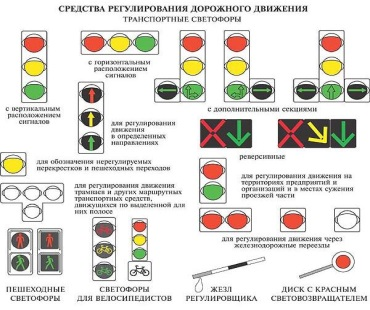 СРЕДСТВА РЕГУЛИРОВАНИЯ ДОРОЖНОГО ДВИЖЕНИЯ
ТРАНСПОРТНЫЕ СВЕТОФОРЫ
с вертикальным
расположением
сигналов
с горизонтальным
расположением
сигналов
с дополнительными секциями
для регулирования
движения
в определенных
направлениях
реверсивные
для обозначения нерегулируемых
перекрестков и пешеходных переходов
для регулирования движения
трамваев и других маршрутных
транспортных средств,
движущихся по выделенной для
них полосе
для регулирования движения на
территориях предприятий и
организаций и в местах сужения
проезжей части
для регулирования движения через
железнодорожные переезды
ПЕШЕХОДНЫЕ
СВЕТОФОРЫ
СВЕТОФОРЫ
ДЛЯ ВЕЛОСИПЕДИСТОВ
ЖЕЗЛ
РЕГУЛИРОВЩИКА
ДИСК С КРАСНЫМ
СВЕТОВОЗВРАЩАТЕЛЕМ